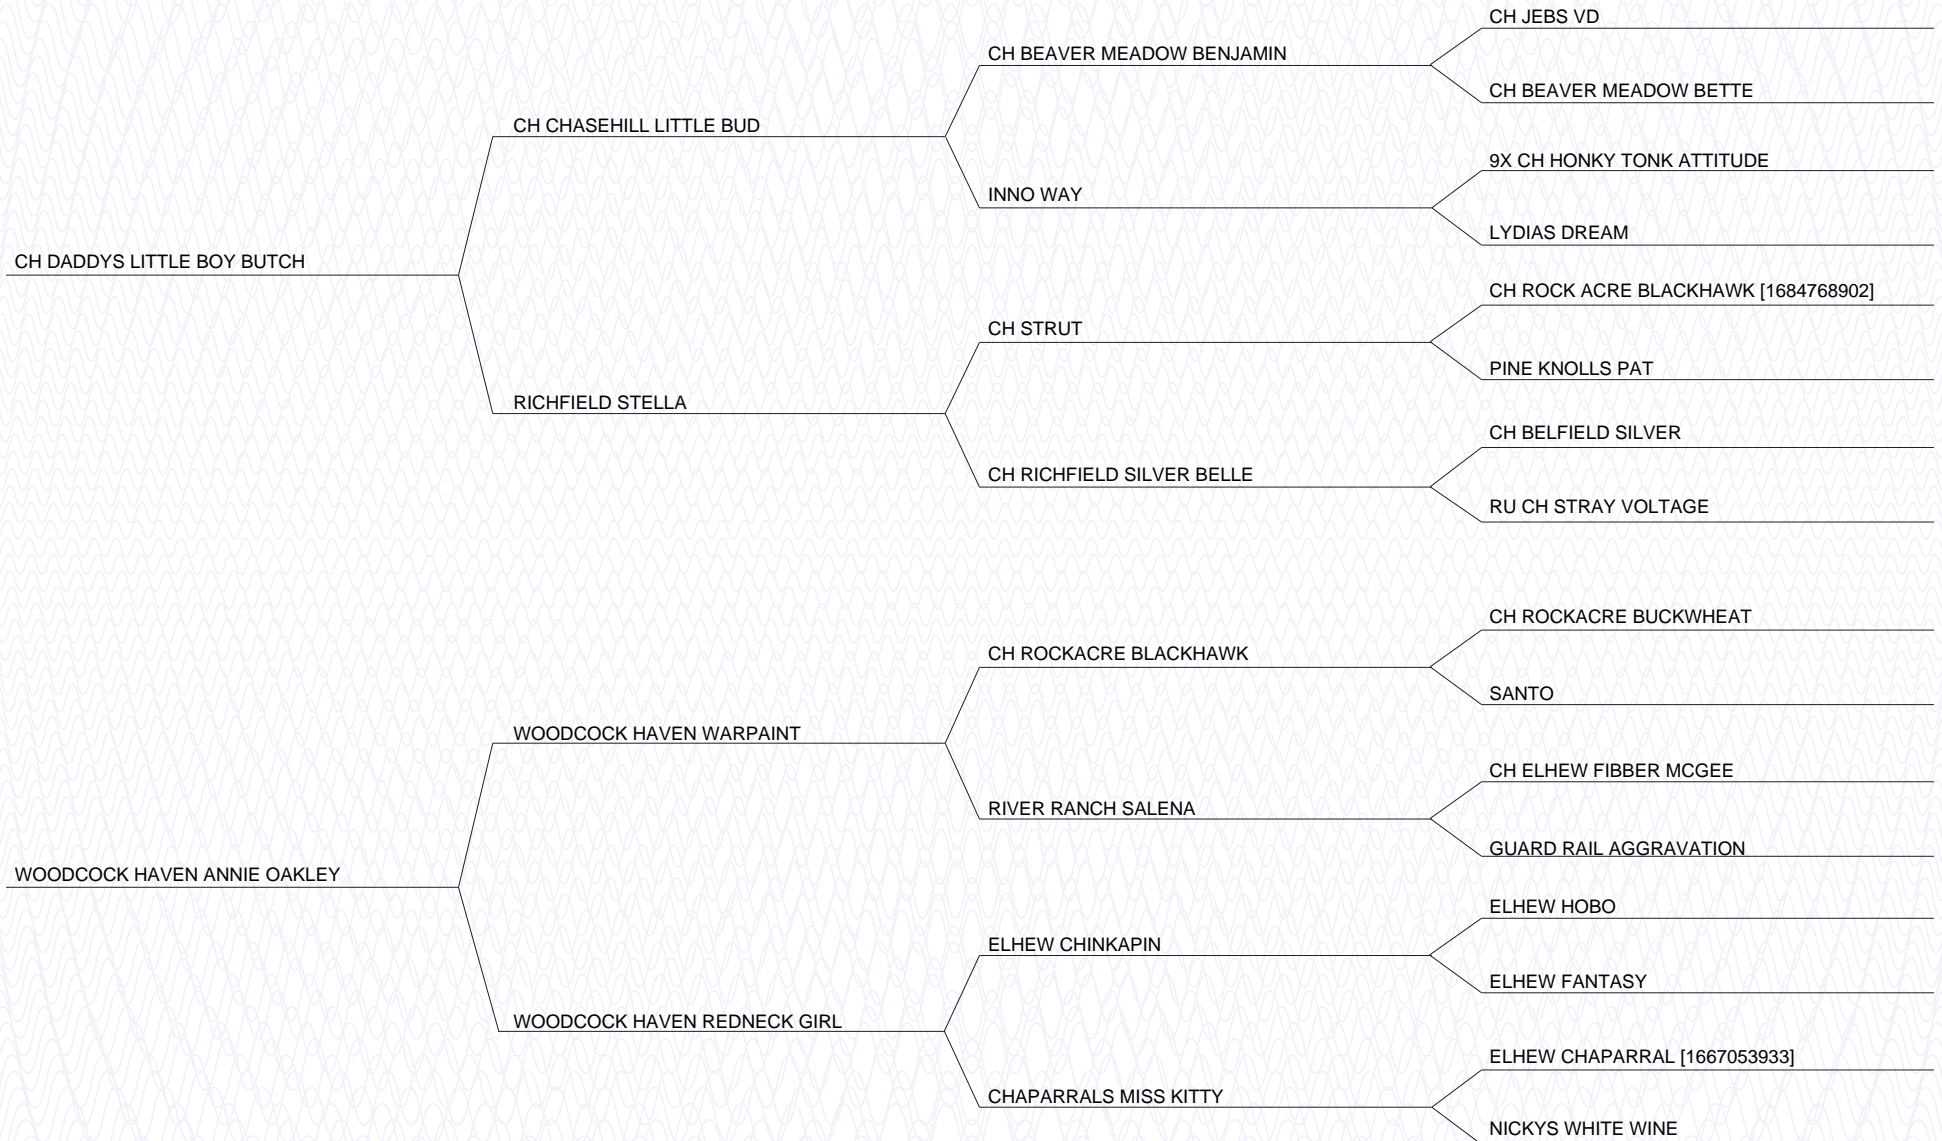 CH JEBS VD
CH BEAVER MEADOW BENJAMIN
CH BEAVER MEADOW BETTE
CH CHASEHILL LITTLE BUD
9X CH HONKY TONK ATTITUDE
INNO WAY
LYDIAS DREAM
CH DADDYS LITTLE BOY BUTCH
CH ROCK ACRE BLACKHAWK [1684768902]
CH STRUT
PINE KNOLLS PAT
RICHFIELD STELLA
CH BELFIELD SILVER
CH RICHFIELD SILVER BELLE
RU CH STRAY VOLTAGE
CH ROCKACRE BUCKWHEAT
CH ROCKACRE BLACKHAWK
SANTO
WOODCOCK HAVEN WARPAINT
CH ELHEW FIBBER MCGEE
RIVER RANCH SALENA
GUARD RAIL AGGRAVATION
WOODCOCK HAVEN ANNIE OAKLEY
ELHEW HOBO
ELHEW CHINKAPIN
ELHEW FANTASY
WOODCOCK HAVEN REDNECK GIRL
ELHEW CHAPARRAL [1667053933]
CHAPARRALS MISS KITTY
NICKYS WHITE WINE